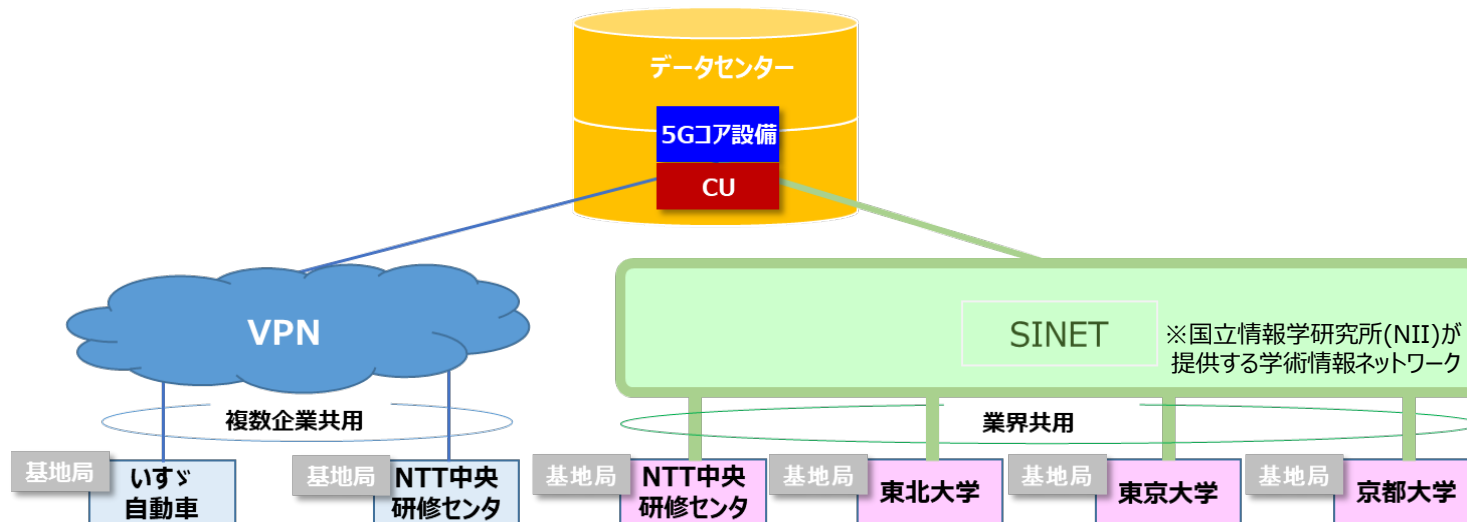 データセンター
5Gコア設備
CU
VPN
SINET
※国立情報学研究所(NII)が
提供する学術情報ネットワーク
複数企業共用
業界共用
基地局
いすゞ
自動車
基地局
NTT中央
研修センタ
基地局
NTT中央
研修センタ
基地局
東北大学
基地局
東京大学
基地局
京都大学